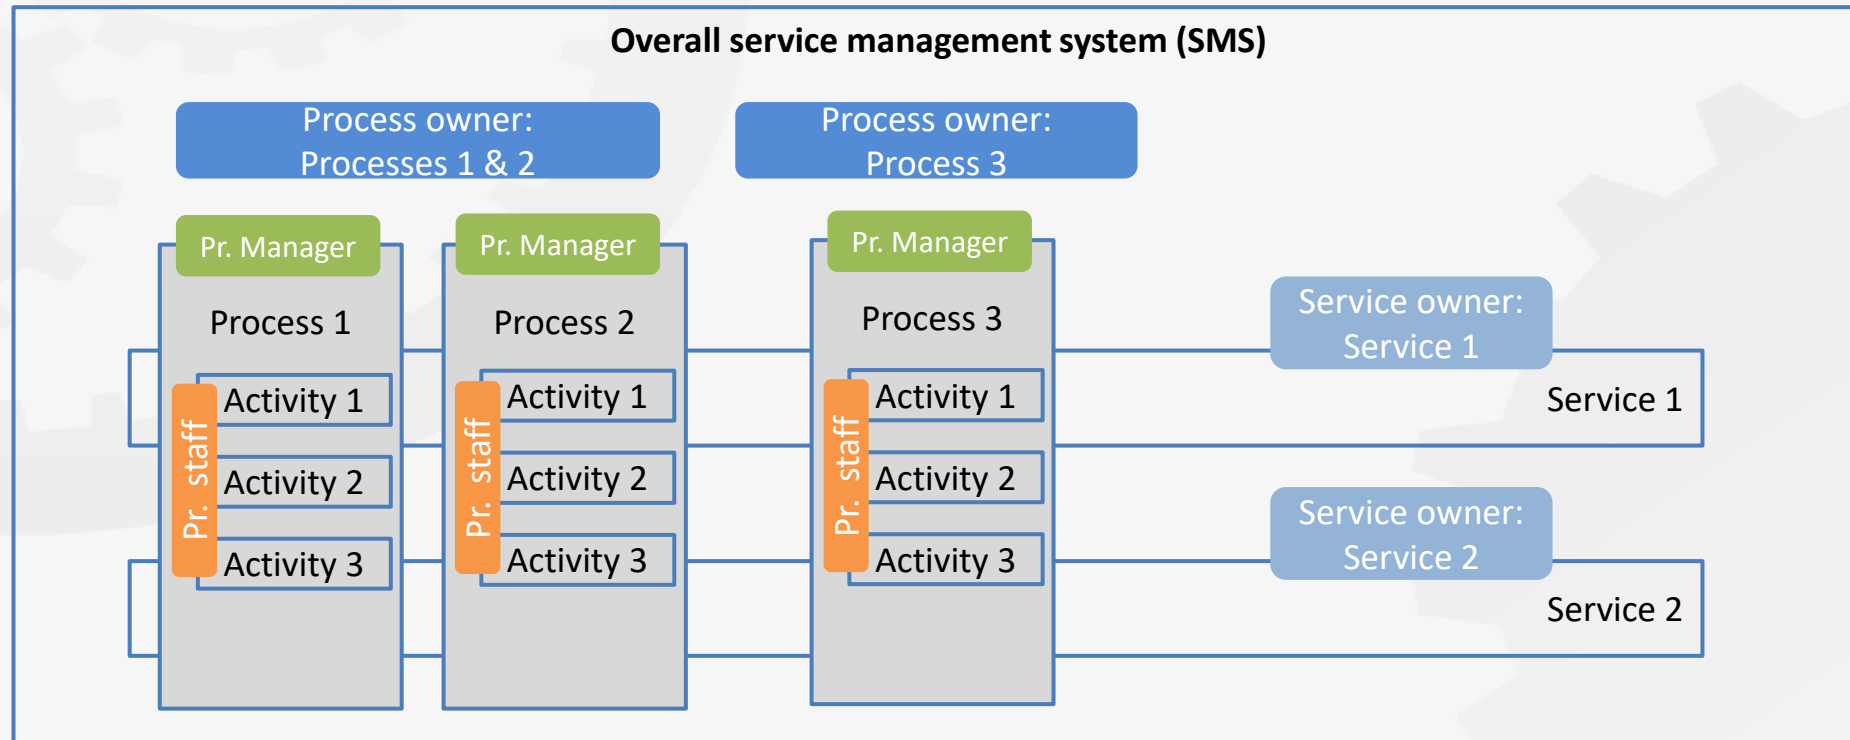 Overall service management system (SMS)
Process owner:
Processes 1 & 2
Process owner:
Process 3
Pr. Manager
Process 1
Pr. staff
Activity 1
Activity 2
Activity 3
Pr. Manager
Process 2
Pr. staff
Activity 1
Activity 2
Activity 3
Pr. Manager
Process 3
Pr. staff
Activity 1
Activity 2
Activity 3
Service owner:
Service 1
Service 1
Service owner:
Service 2
Service 2